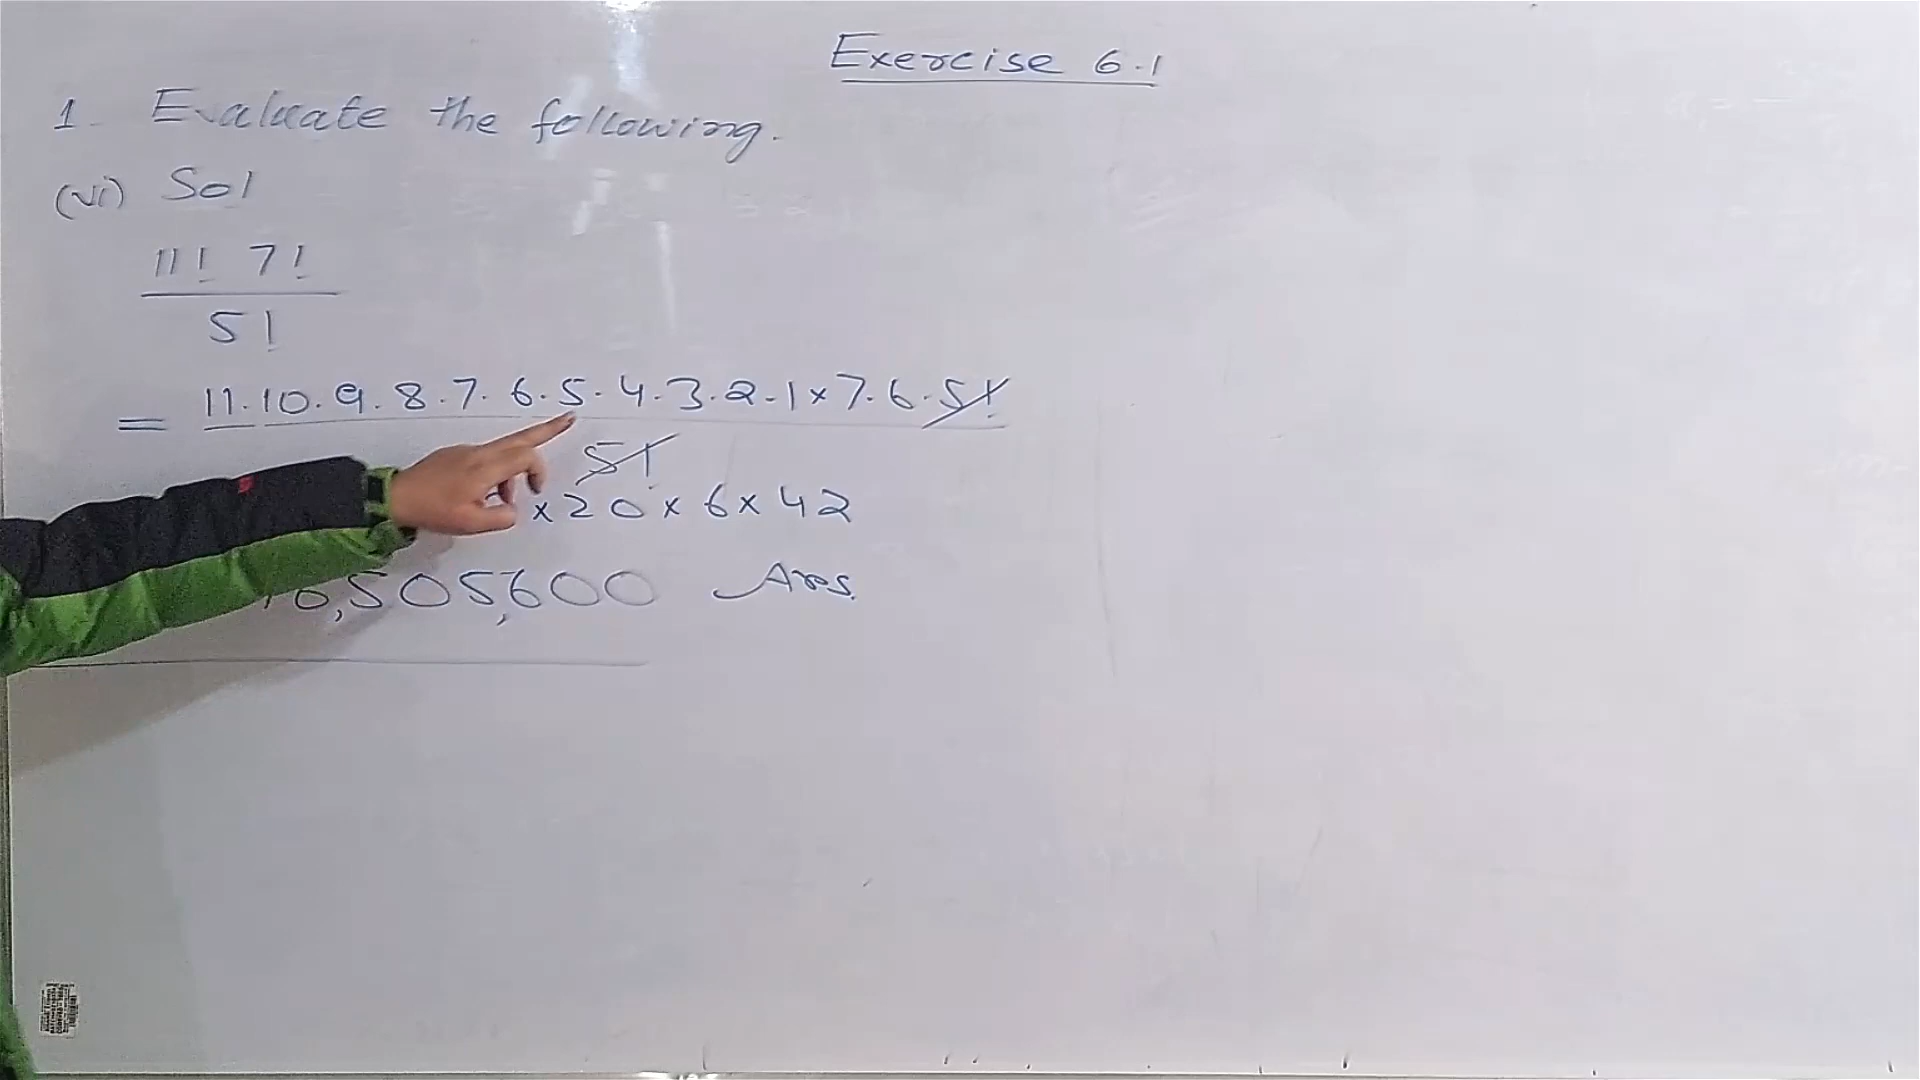 Exercise 6.1
1. Evaluate the following.
(vi) Sol
11! 7!
5!
= 11.10.9.8.7.6.5.4.3.2.1×7.6.5!
5!
×20×6×42
0,505,600 Ans.